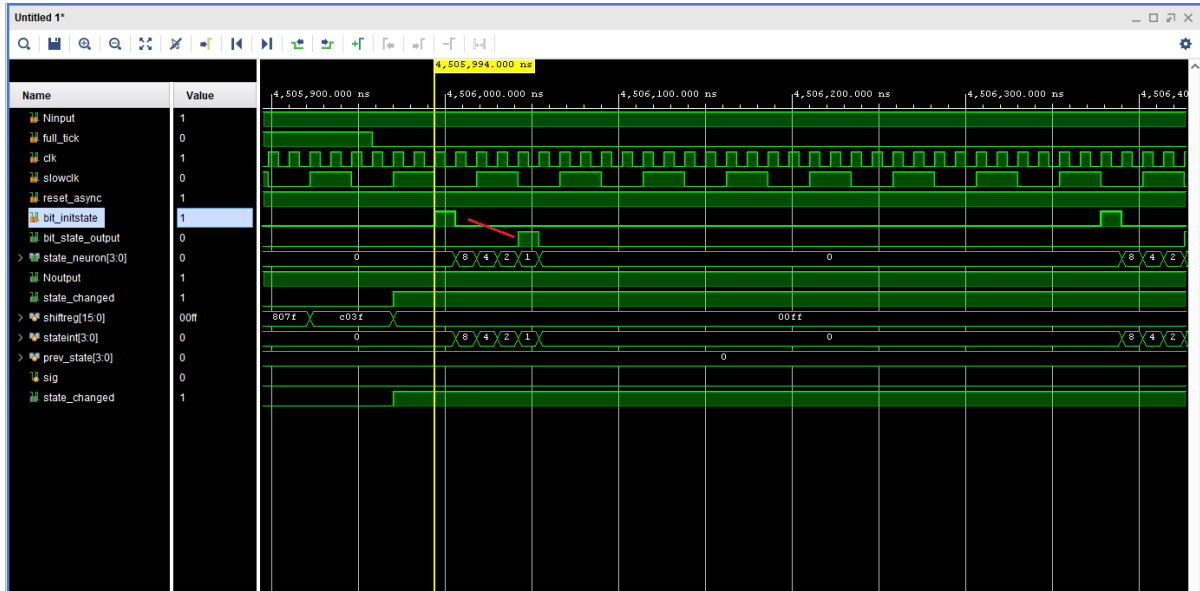 Untitled 1*
4,505,994.000 ns
Name Value
4,505,900.000 ns 4,506,000.000 ns 4,506,100.000 ns 4,506,200.000 ns 4,506,300.000 ns 4,506,40
Ninput 1
full_tick 0
clk 1
slowclk 0
reset_async 1
bit_initstate 1
bit_state_output 0
state_neuron[3:0] 0 0 8 4 2 1 0 8 4 2
Noutput 1
state_changed 1
shiftreg[15:0] 00ff 807f c03f 00ff
stateint[3:0] 0 0 8 4 2 1 0 8 4 2
prev_state[3:0] 0 0
sig 0
state_changed 1